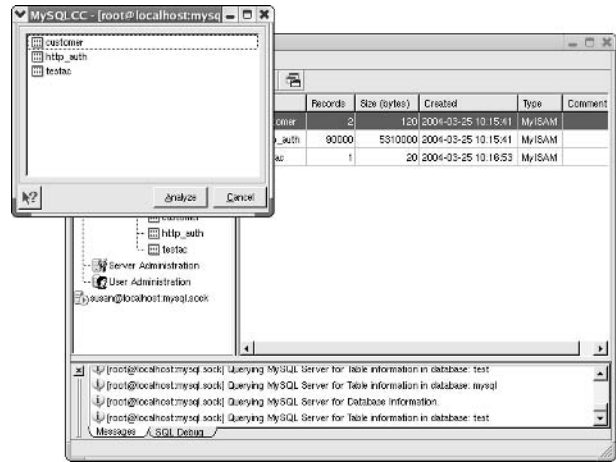 MySQLCC - [root@localhost:mysq
customer
http_auth
testac
Analyze
Cancel
Records Size (bytes) Created Type Comment
omer 2 120 2004-03-25 10:15:41 MyISAM
_auth 90000 5310000 2004-03-25 10:15:41 MyISAM
ac 1 20 2004-03-25 10:16:53 MyISAM
customer
http_auth
testac
Server Administration
User Administration
susan@localhost:mysql.sock
[root@localhost:mysql.sock] Querying MySQL Server for Table information in database: test
[root@localhost:mysql.sock] Querying MySQL Server for Table information in database: mysql
[root@localhost:mysql.sock] Querying MySQL Server for Database Information.
[root@localhost:mysql.sock] Querying MySQL Server for Table information in database: test
Messages SQL Debug